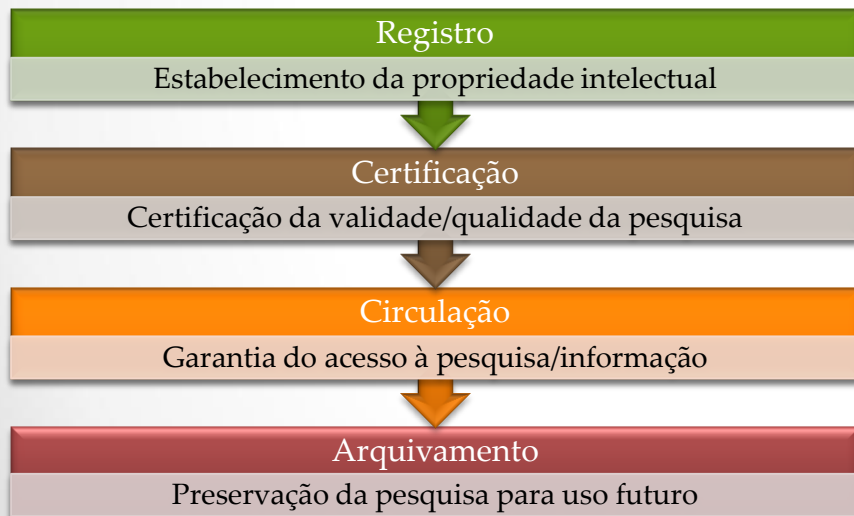 Registro
Estabelecimento da propriedade intelectual
Certificação
Certificação da validade/qualidade da pesquisa
Circulação
Garantia do acesso à pesquisa/informação
Arquivamento
Preservação da pesquisa para uso futuro